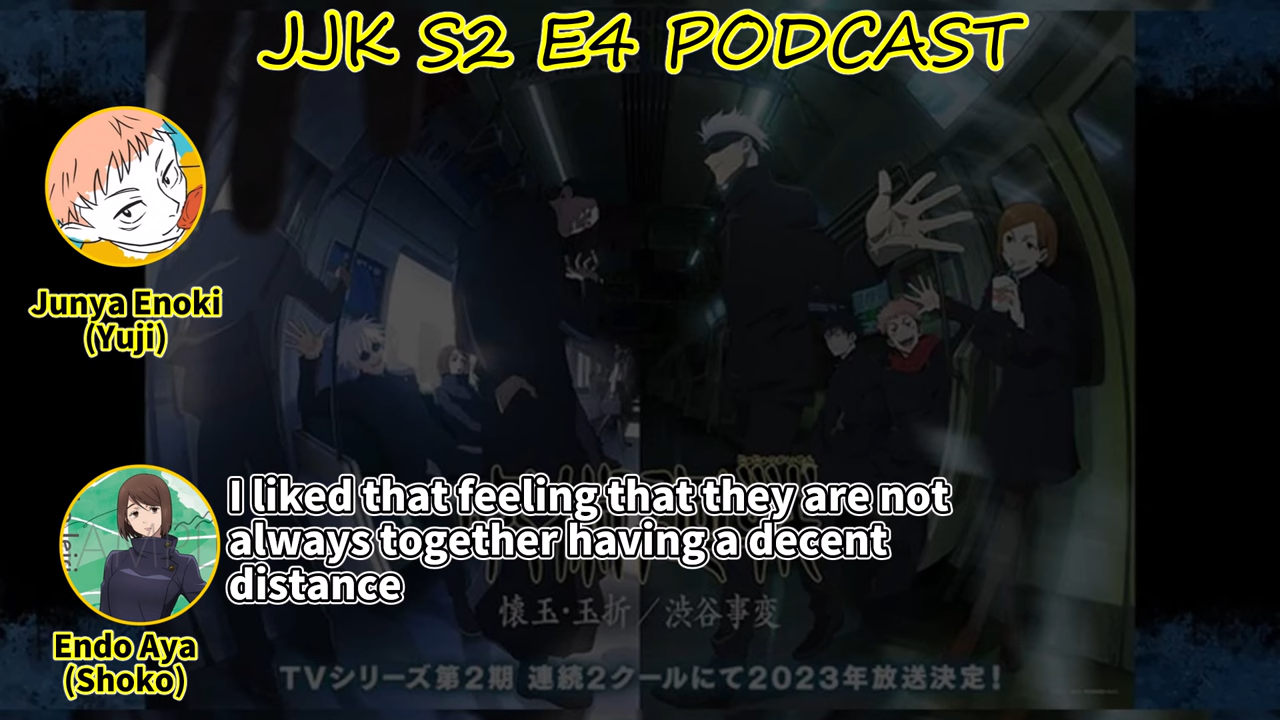 JJK S2 E4 PODCAST
Junya Enoki
(Yuji)
I liked that feeling that they are not
always together having a decent
distance
Endo Aya
(Shoko)
懐玉・玉折／渋谷事変
TVシリーズ第2期 連続2クールにて2023年放送決定!